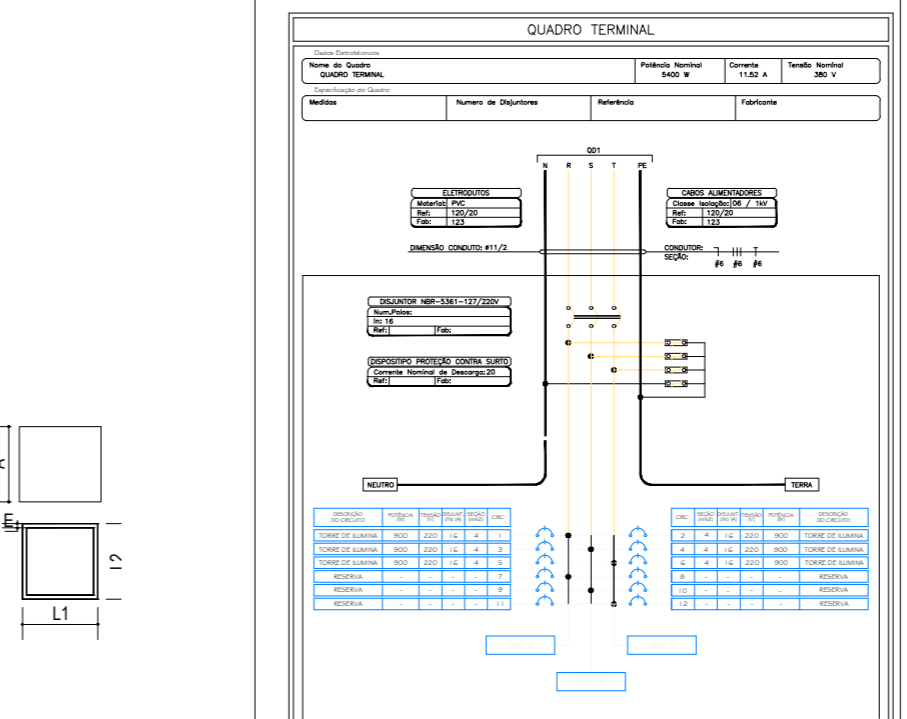 QUADRO TERMINAL
Dados Eletrotécnicos
Nome do Quadro
QUADRO TERMINAL
Potência Nominal
5400 W
Corrente
11.52 A
Tensão Nominal
380 V
Especificação do Quadro
Medidas
Numero de Disjuntores
Referência
Fabricante
QD1
N R S T PE
ELETRODUTOS
Material: PVC
Ref: 120/20
Fab: 123
CABOS ALIMENTADORES
Classe Isolação: 06 / 1kV
Ref: 120/20
Fab: 123
DIMENSÃO CONDUTO: #11/2
CONDUTOR:
SEÇÃO: #6 #6 #6
DISJUNTOR NBR-5361-127/220V
Num.Polos:
In: 16
Ref: Fab:
DISPOSITIPO PROTEÇÃO CONTRA SURTO
Corrente Nominal de Descarga: 20
Ref: Fab:
NEUTRO
TERRA
DESCRIÇÃO DO CIRCUITO POTÊNCIA (W) TENSÃO (V) DISJUNT. (IN) (A) SEÇÃO (mm2) CIRC.
TORRE DE ILUMINA 900 220 16 4 1
TORRE DE ILUMINA 900 220 16 4 3
TORRE DE ILUMINA 900 220 16 4 5
RESERVA - - - - 7
RESERVA - - - - 9
RESERVA - - - - 11
CIRC. SEÇÃO (mm2) DISJUNT. (IN) (A) TENSÃO (V) POTÊNCIA (W) DESCRIÇÃO DO CIRCUITO
2 4 16 220 900 TORRE DE ILUMINA
4 4 16 220 900 TORRE DE ILUMINA
6 4 16 220 900 TORRE DE ILUMINA
8 - - - - RESERVA
10 - - - - RESERVA
12 - - - - RESERVA
E
L1